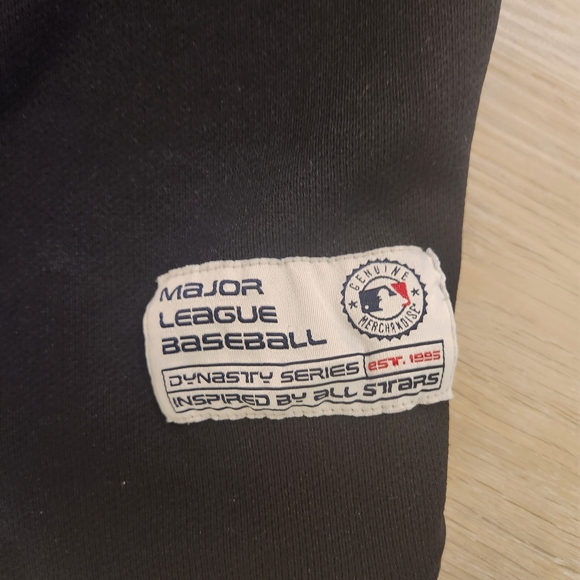 MAJOR
LEAGUE
BASEBALL
GENUINE
MERCHANDISE
DYNASTY SERIES
EST. 1995
INSPIRED BY ALL STARS